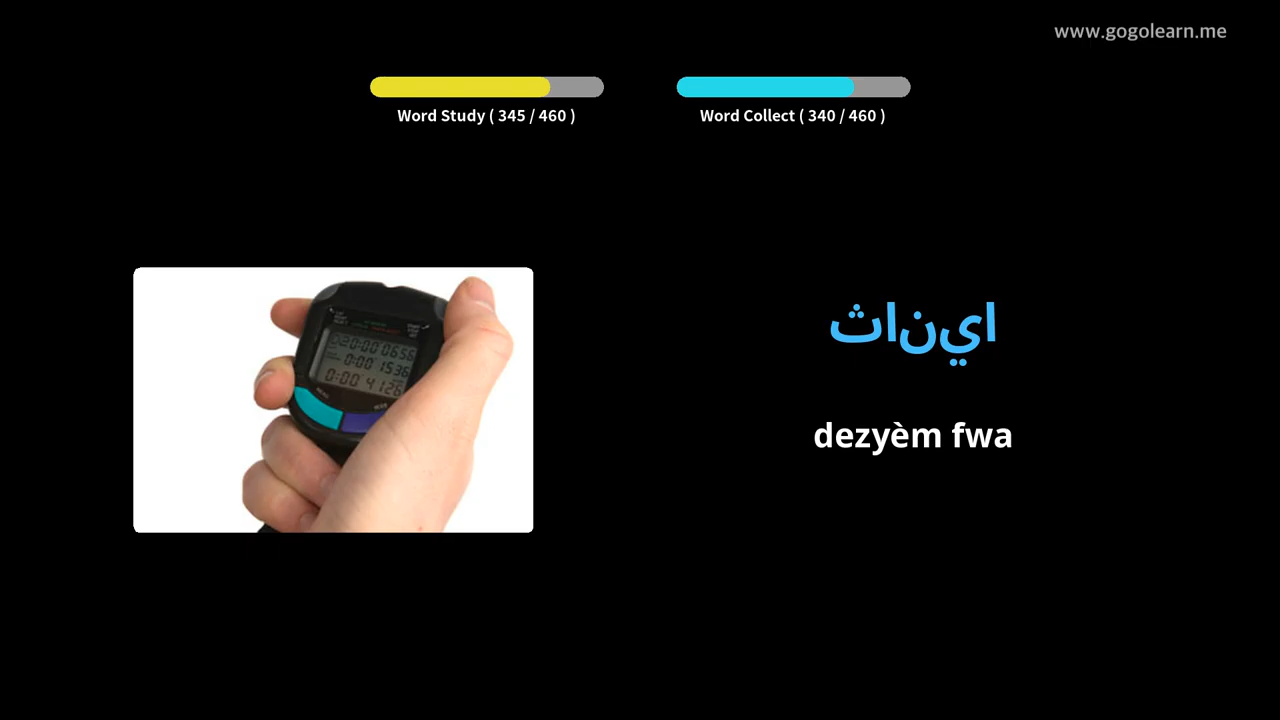 www.gogolearn.me
Word Study ( 345 / 460 )
Word Collect ( 340 / 460 )
ثانيا
dezyèm fwa